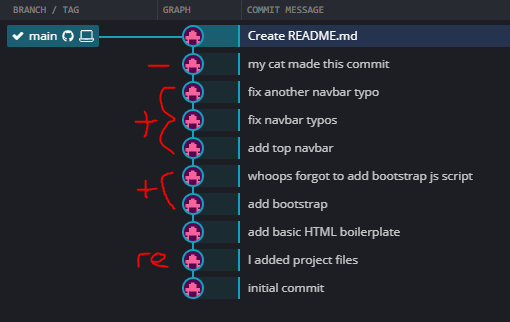 BRANCH / TAG GRAPH COMMIT MESSAGE
main Create README.md
− my cat made this commit
fix another navbar typo
+ fix navbar typos
add top navbar
whoops forgot to add bootstrap js script
+ add bootstrap
add basic HTML boilerplate
re I added project files
initial commit